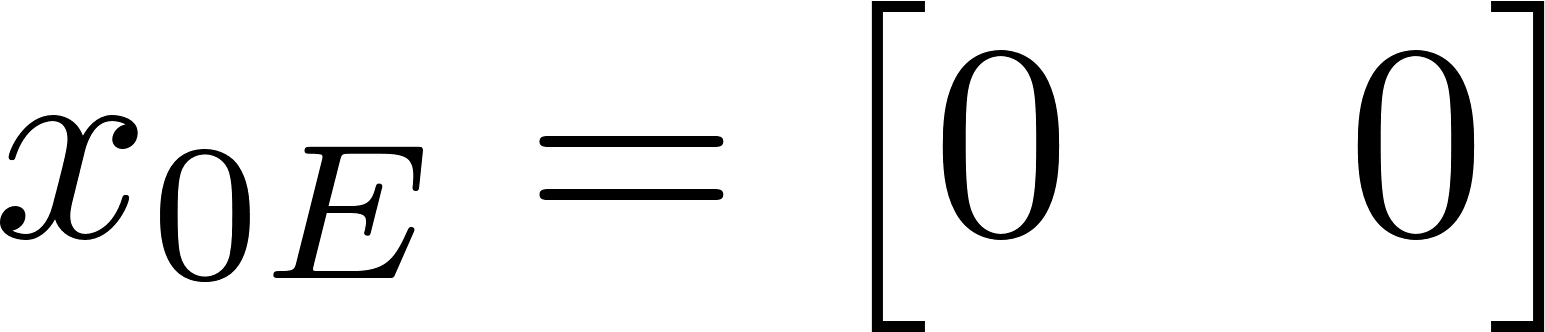 x_{0E} = [0 0]